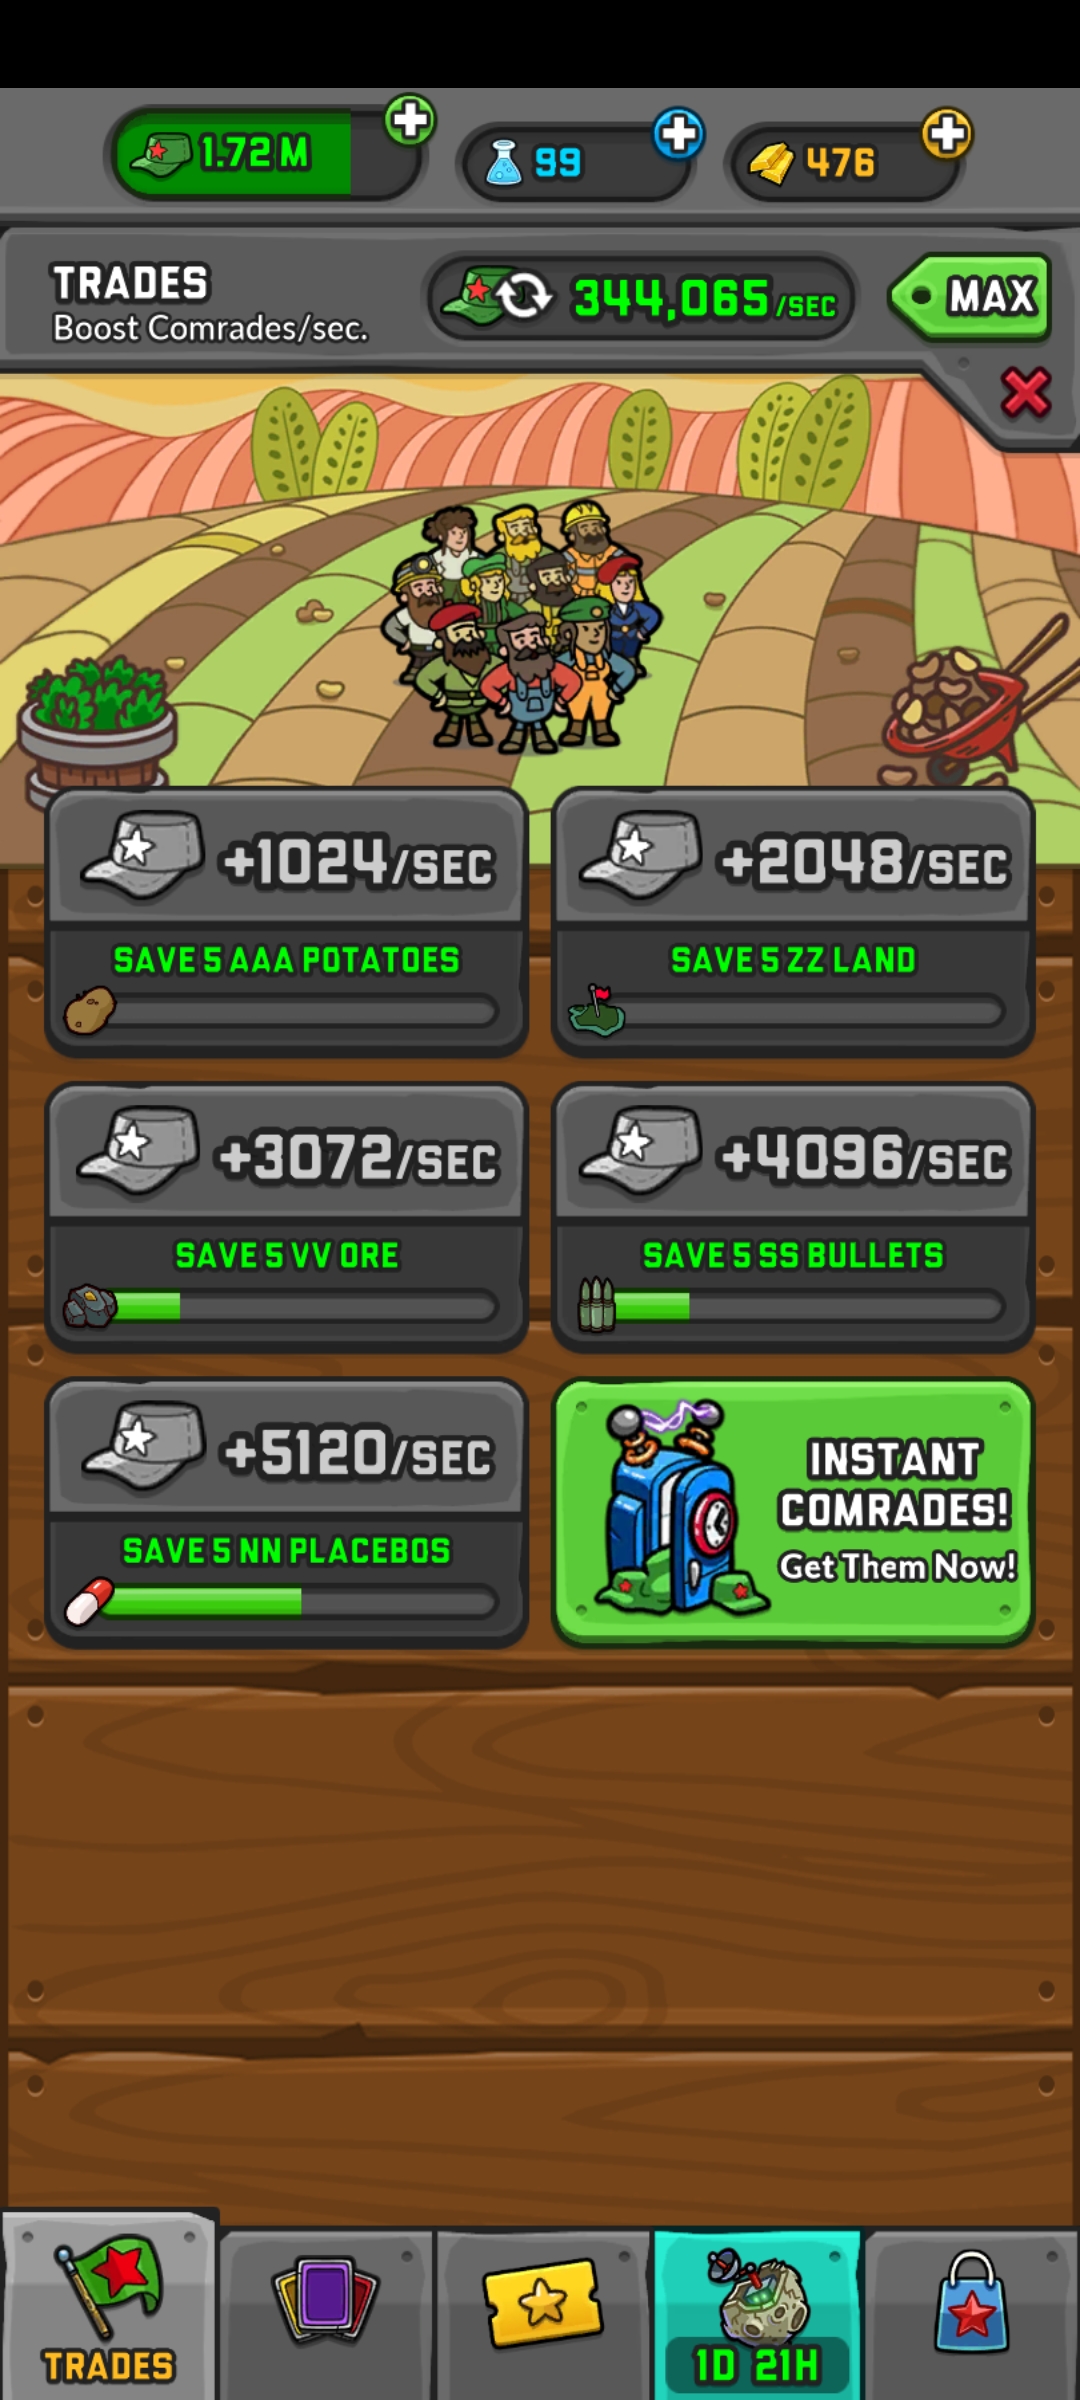 1.72 M
99
476
TRADES
Boost Comrades/sec.
344,065/SEC
MAX
+1024/SEC
+2048/SEC
SAVE 5 AAA POTATOES
SAVE 5 ZZ LAND
+3072/SEC
+4096/SEC
SAVE 5 VV ORE
SAVE 5 SS BULLETS
+5120/SEC
SAVE 5 NN PLACEBOS
INSTANT
COMRADES!
Get Them Now!
TRADES
1D 21H